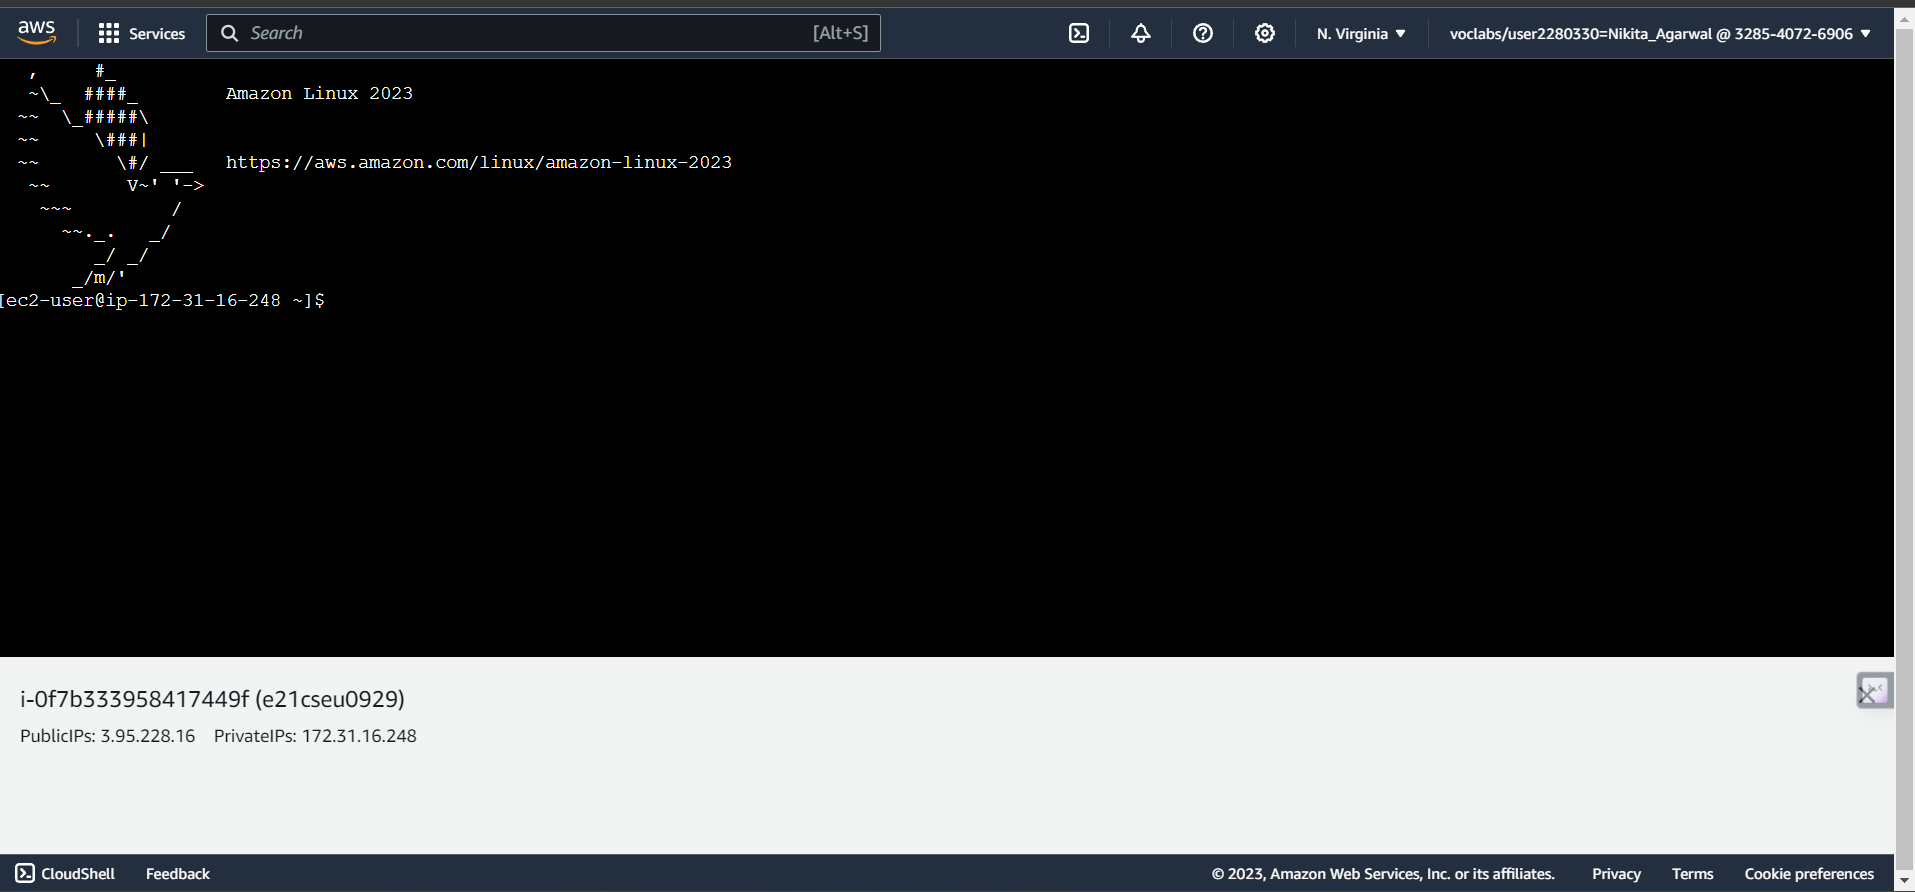 aws Services Search [Alt+S] N. Virginia ▼ voclabs/user2280330=Nikita_Agarwal @ 3285-4072-6906 ▼
   ,     #_
   ~\_  ####_        Amazon Linux 2023
  ~~  \_#####\
  ~~     \###|
  ~~       \#/ ___   https://aws.amazon.com/linux/amazon-linux-2023
   ~~       V~' '->
    ~~~         /
      ~~._.   _/
         _/ _/
       _/m/'
[ec2-user@ip-172-31-16-248 ~]$
i-0f7b333958417449f (e21cseu0929)
PublicIPs: 3.95.228.16 PrivateIPs: 172.31.16.248
CloudShell Feedback © 2023, Amazon Web Services, Inc. or its affiliates. Privacy Terms Cookie preferences